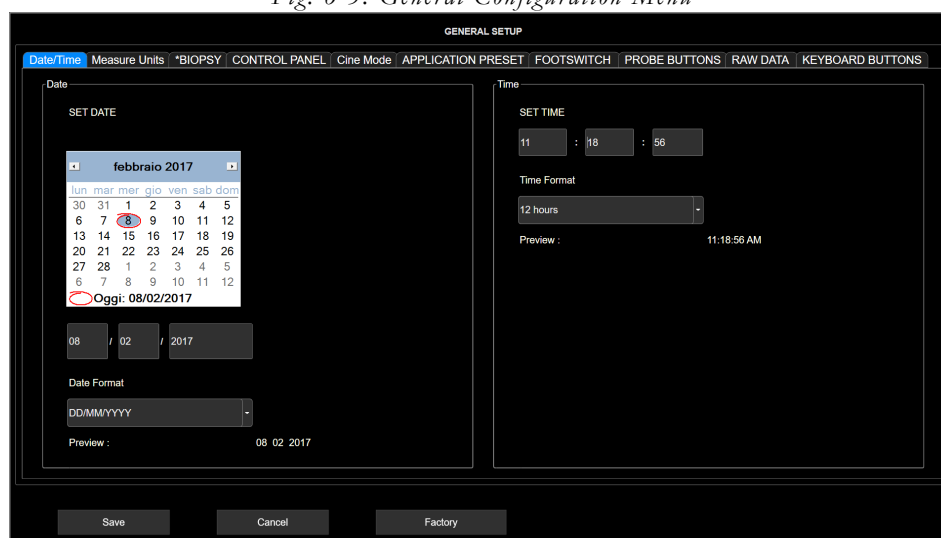 Fig. 6-3: General Configuration Menu
GENERAL SETUP
Date/Time Measure Units *BIOPSY CONTROL PANEL Cine Mode APPLICATION PRESET FOOTSWITCH PROBE BUTTONS RAW DATA KEYBOARD BUTTONS
Date
SET DATE
febbraio 2017
lun mar mer gio ven sab dom
30 31 1 2 3 4 5
6 7 8 9 10 11 12
13 14 15 16 17 18 19
20 21 22 23 24 25 26
27 28 1 2 3 4 5
6 7 8 9 10 11 12
Oggi: 08/02/2017
08 / 02 / 2017
Date Format
DD/MM/YYYY
Preview : 08 02 2017
Time
SET TIME
11 : 18 : 56
Time Format
12 hours
Preview : 11:18:56 AM
Save Cancel Factory